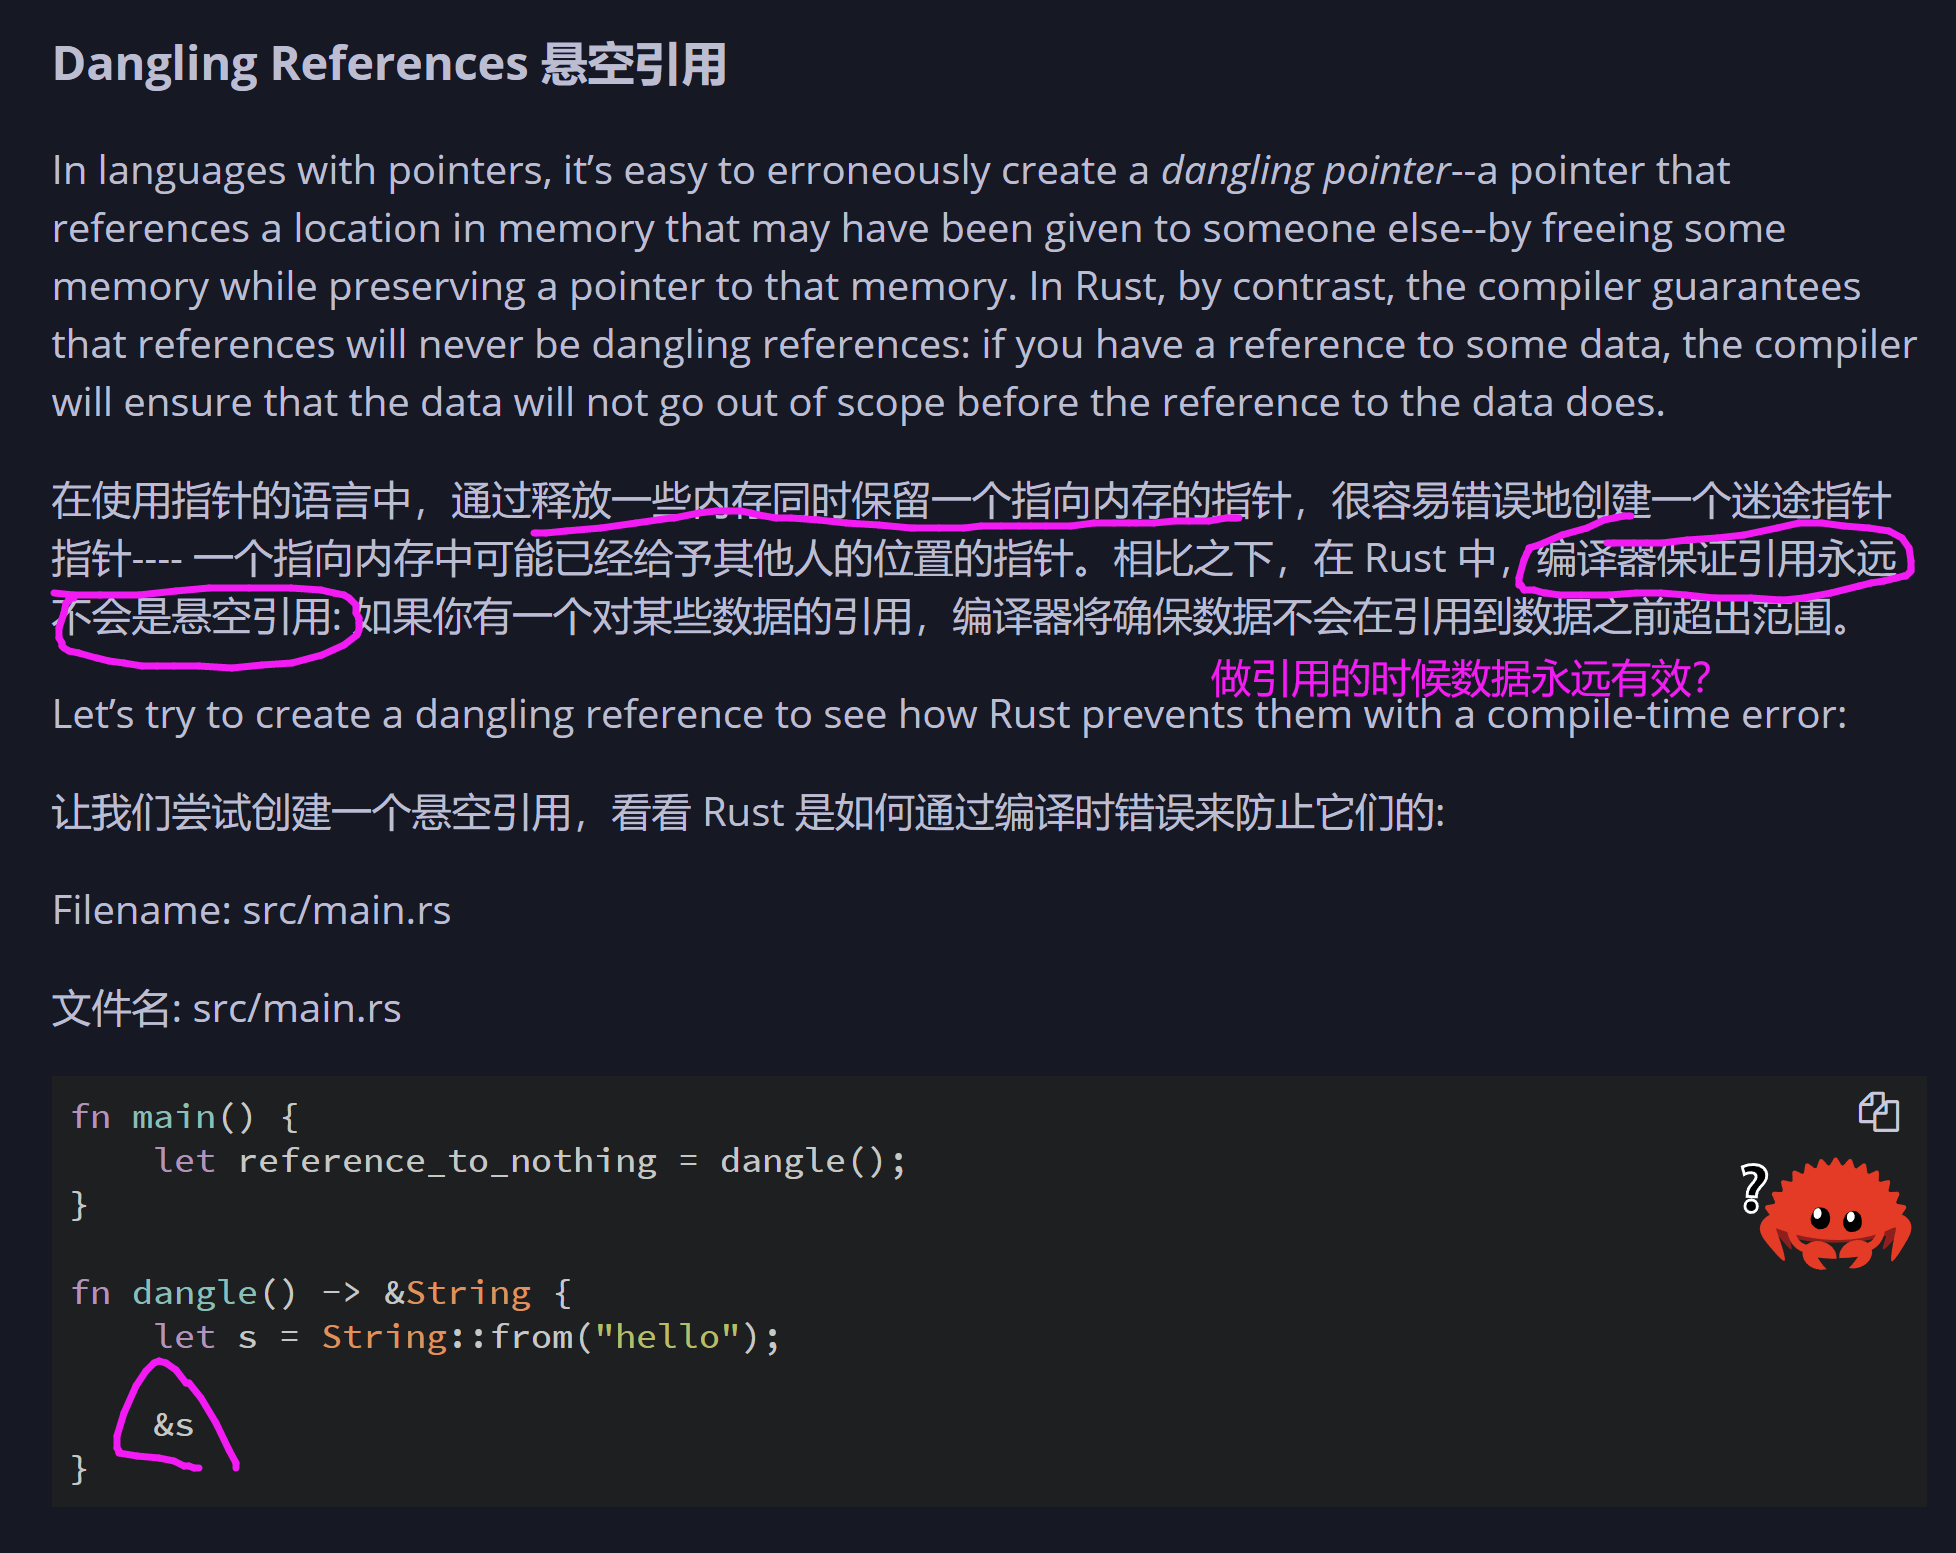 Dangling References 悬空引用
In languages with pointers, it’s easy to erroneously create a dangling pointer--a pointer that
references a location in memory that may have been given to someone else--by freeing some
memory while preserving a pointer to that memory. In Rust, by contrast, the compiler guarantees
that references will never be dangling references: if you have a reference to some data, the compiler
will ensure that the data will not go out of scope before the reference to the data does.
在使用指针的语言中，通过释放一些内存同时保留一个指向内存的指针，很容易错误地创建一个迷途指针
指针---- 一个指向内存中可能已经给予其他人的位置的指针。相比之下，在 Rust 中，编译器保证引用永远
不会是悬空引用: 如果你有一个对某些数据的引用，编译器将确保数据不会在引用到数据之前超出范围。
做引用的时候数据永远有效？
Let’s try to create a dangling reference to see how Rust prevents them with a compile-time error:
让我们尝试创建一个悬空引用，看看 Rust 是如何通过编译时错误来防止它们的:
Filename: src/main.rs
文件名: src/main.rs
fn main() {
    let reference_to_nothing = dangle();
}
fn dangle() -> &String {
    let s = String::from("hello");
    &s
}
?